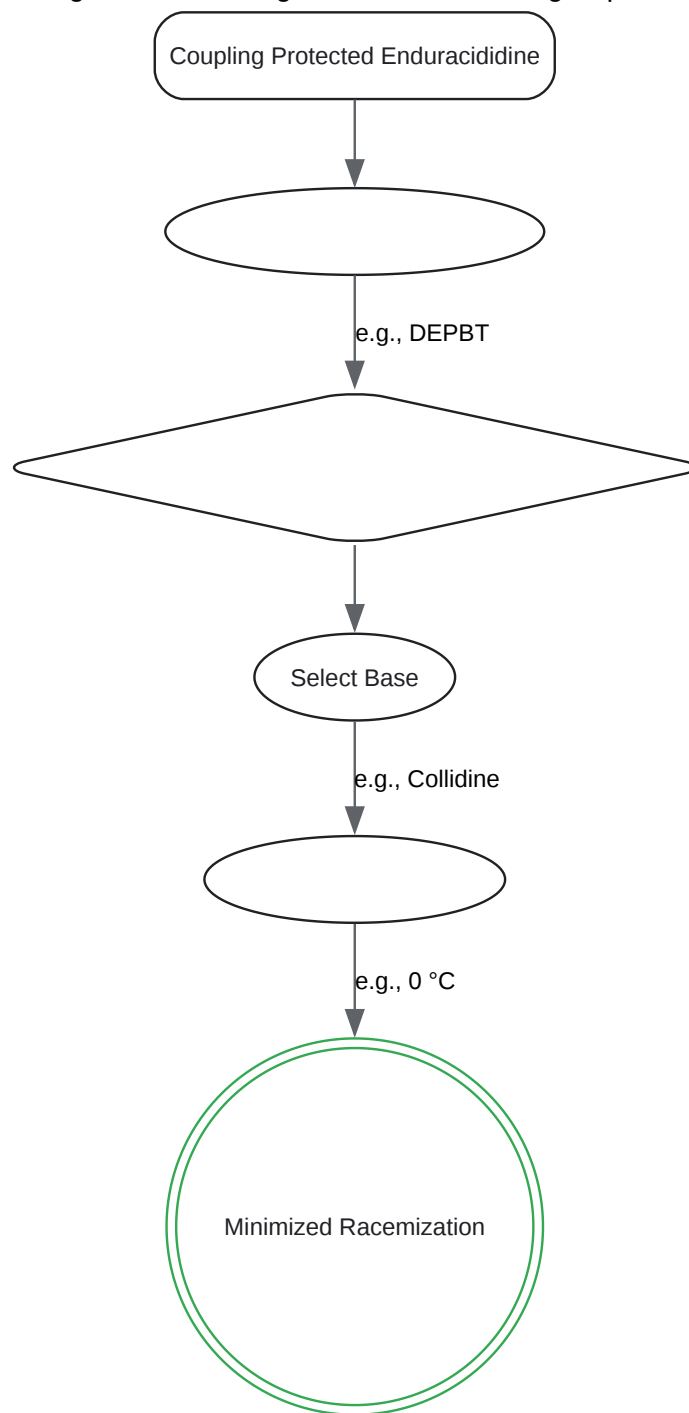 Coupling Protected Enduracididine
e.g., DEPBT
Select Base
e.g., Collidine
e.g., 0 °C
Minimized Racemization